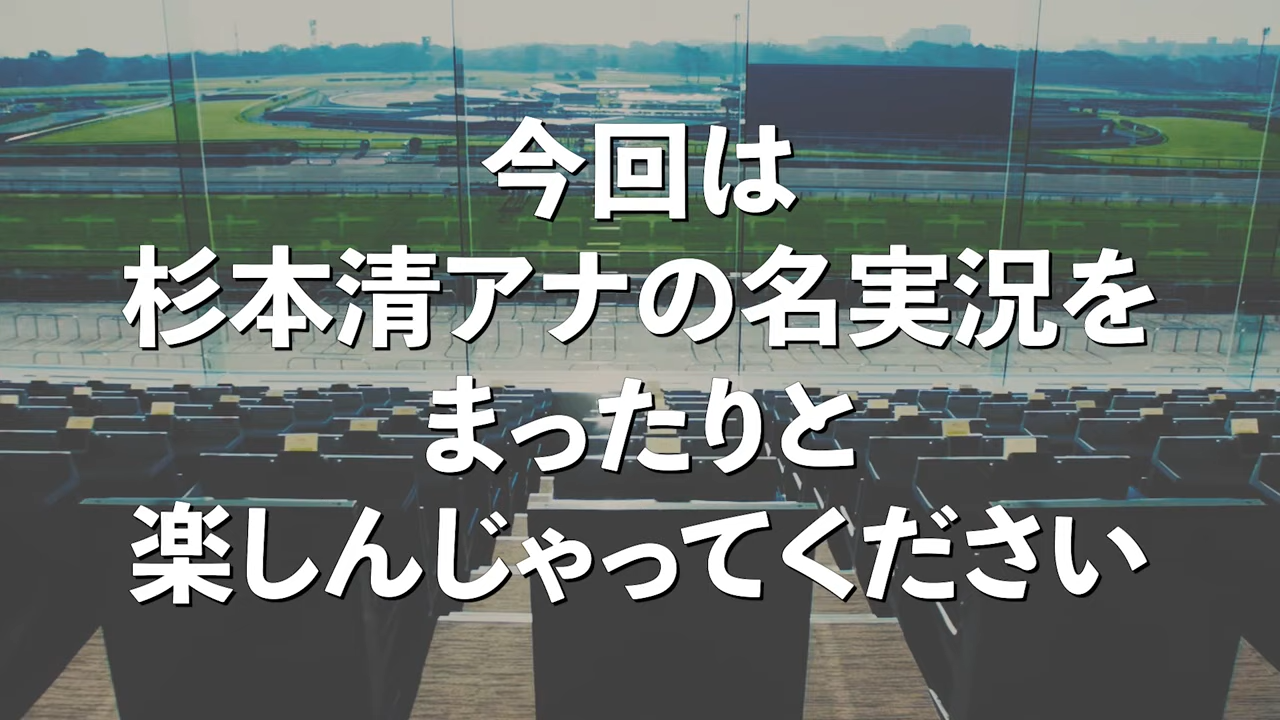 今回は
杉本清アナの名実況を
まったりと
楽しんじゃってください